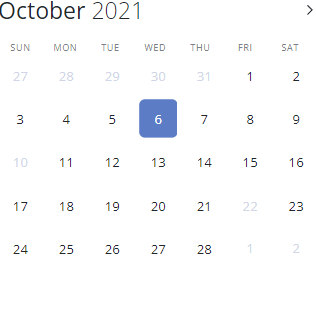 October 2021
SUN MON TUE WED THU FRI SAT
27 28 29 30 31 1 2
3 4 5 6 7 8 9
10 11 12 13 14 15 16
17 18 19 20 21 22 23
24 25 26 27 28 1 2